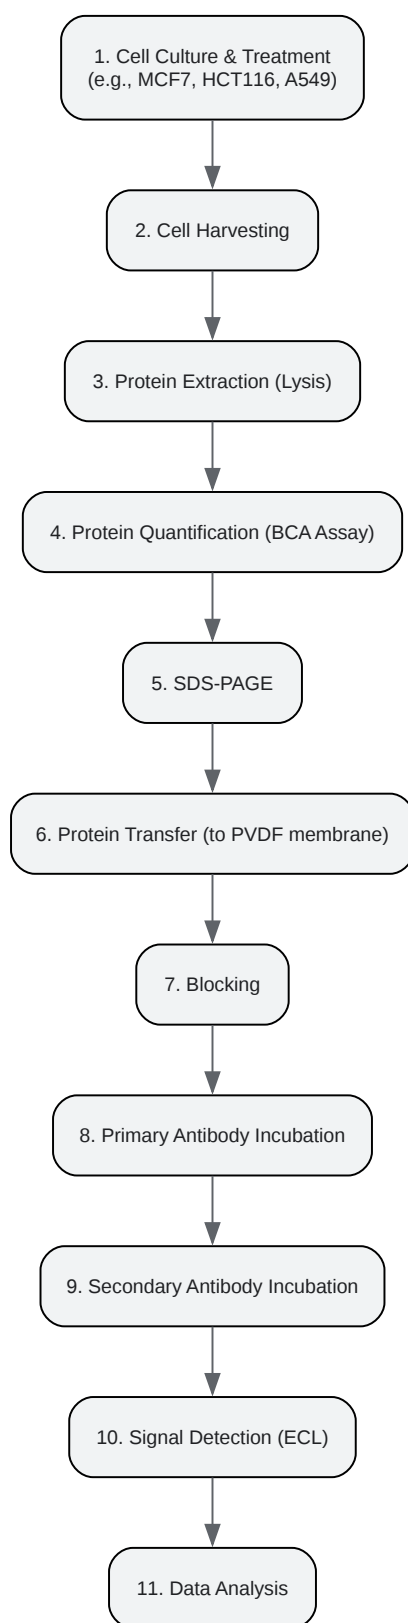 1. Cell Culture & Treatment
(e.g., MCF7, HCT116, A549)
2. Cell Harvesting
3. Protein Extraction (Lysis)
4. Protein Quantification (BCA Assay)
5. SDS-PAGE
6. Protein Transfer (to PVDF membrane)
7. Blocking
8. Primary Antibody Incubation
9. Secondary Antibody Incubation
10. Signal Detection (ECL)
11. Data Analysis